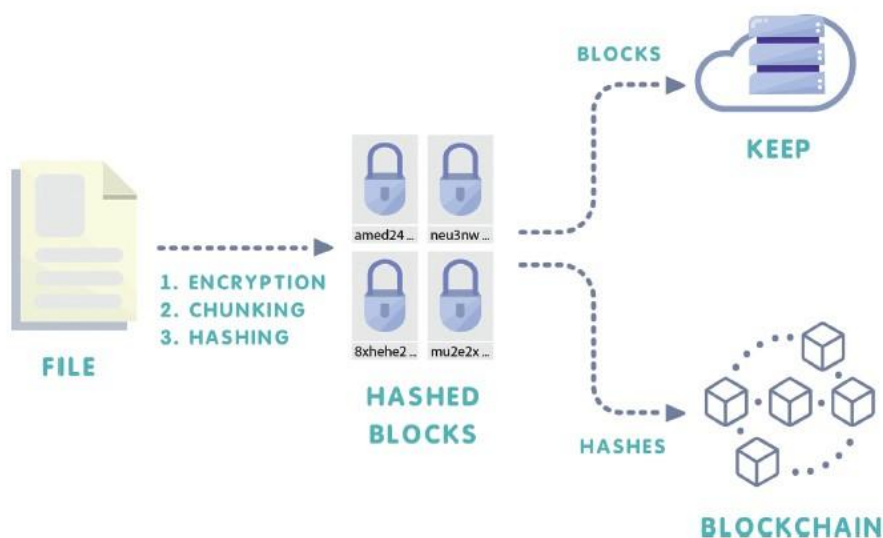 BLOCKS
KEEP
FILE
1. ENCRYPTION
2. CHUNKING
3. HASHING
amed24 ...
neu3nw ...
8xhehe2 ...
mu2e2x ...
HASHED
BLOCKS
HASHES
BLOCKCHAIN